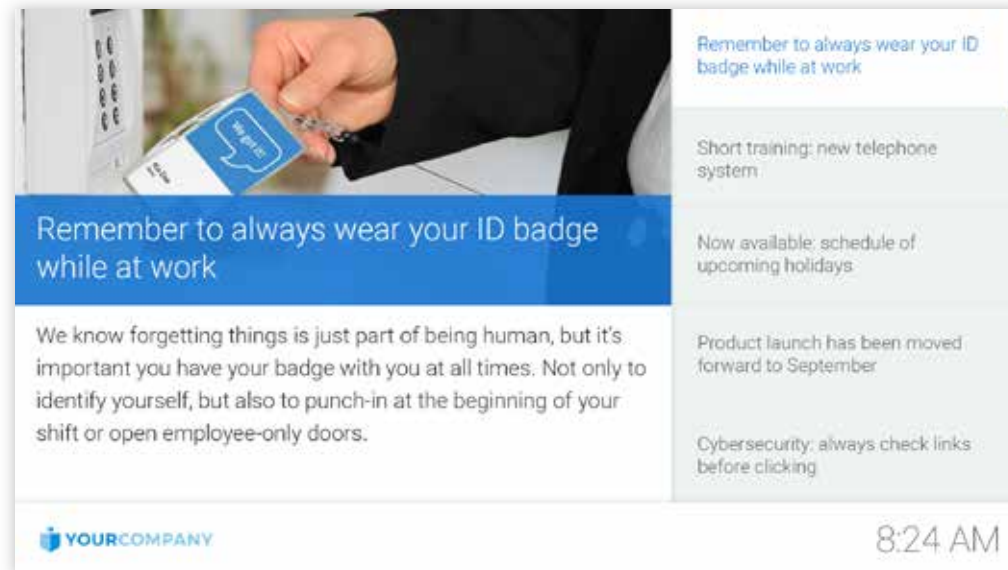 We got it!
Remember to always wear your ID badge
while at work
We know forgetting things is just part of being human, but it's
important you have your badge with you at all times. Not only to
identify yourself, but also to punch-in at the beginning of your
shift or open employee-only doors.
Remember to always wear your ID
badge while at work
Short training: new telephone
system
Now available: schedule of
upcoming holidays
Product launch has been moved
forward to September
Cybersecurity: always check links
before clicking
YOURCOMPANY
8:24 AM